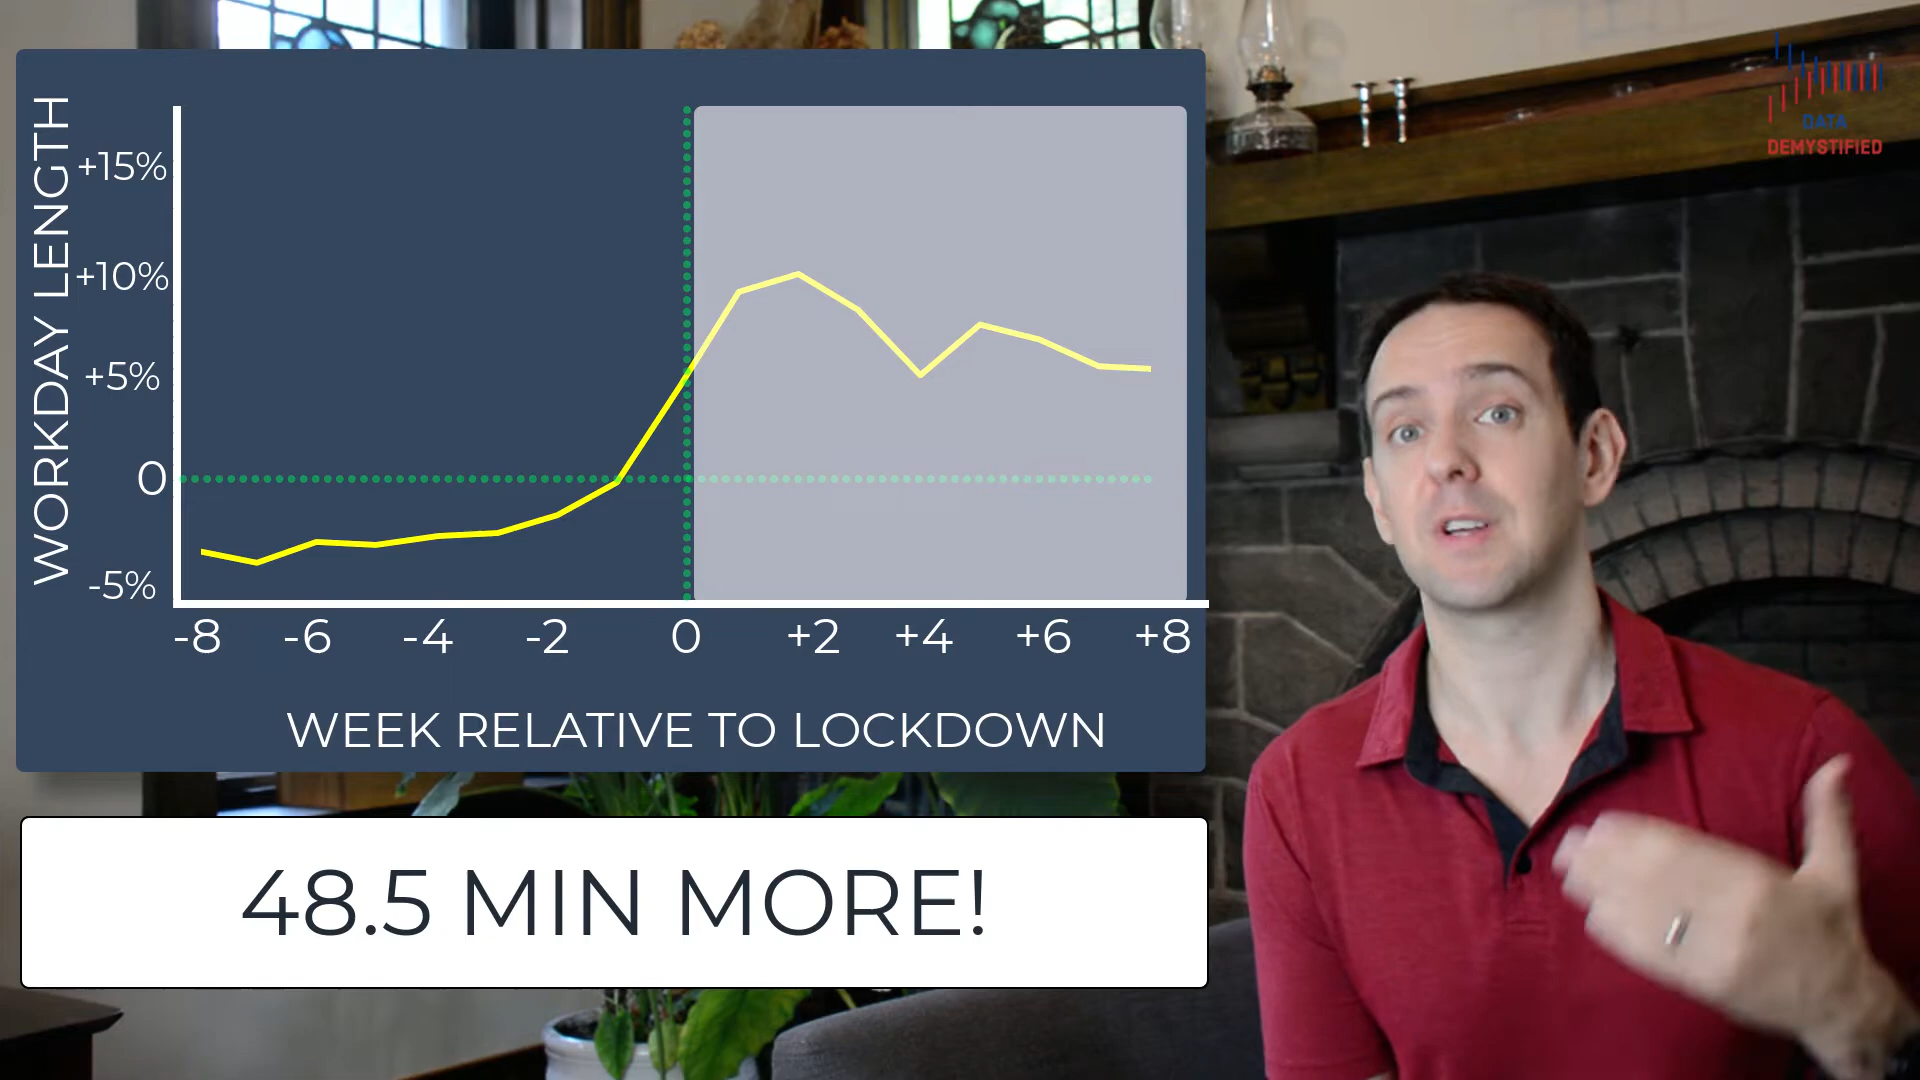 WORKDAY LENGTH
+15%
+10%
+5%
0
-5%
-8 -6 -4 -2 0 +2 +4 +6 +8
WEEK RELATIVE TO LOCKDOWN
48.5 MIN MORE!
DATA
DEMYSTIFIED